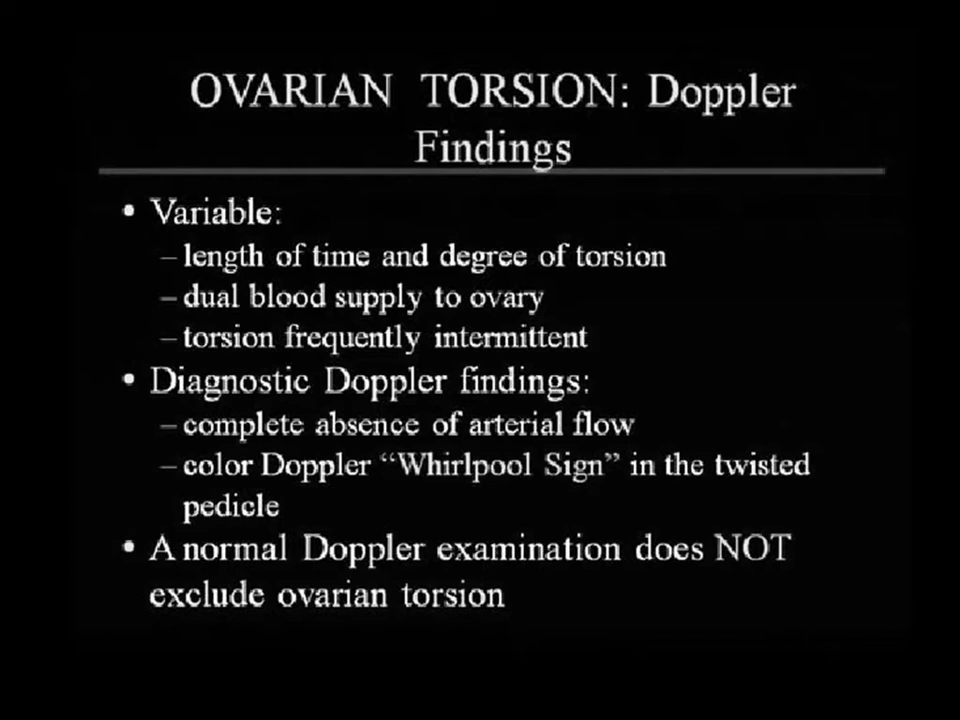 OVARIAN TORSION: Doppler
Findings
• Variable:
– length of time and degree of torsion
– dual blood supply to ovary
– torsion frequently intermittent
• Diagnostic Doppler findings:
– complete absence of arterial flow
– color Doppler “Whirlpool Sign” in the twisted
pedicle
• A normal Doppler examination does NOT
exclude ovarian torsion